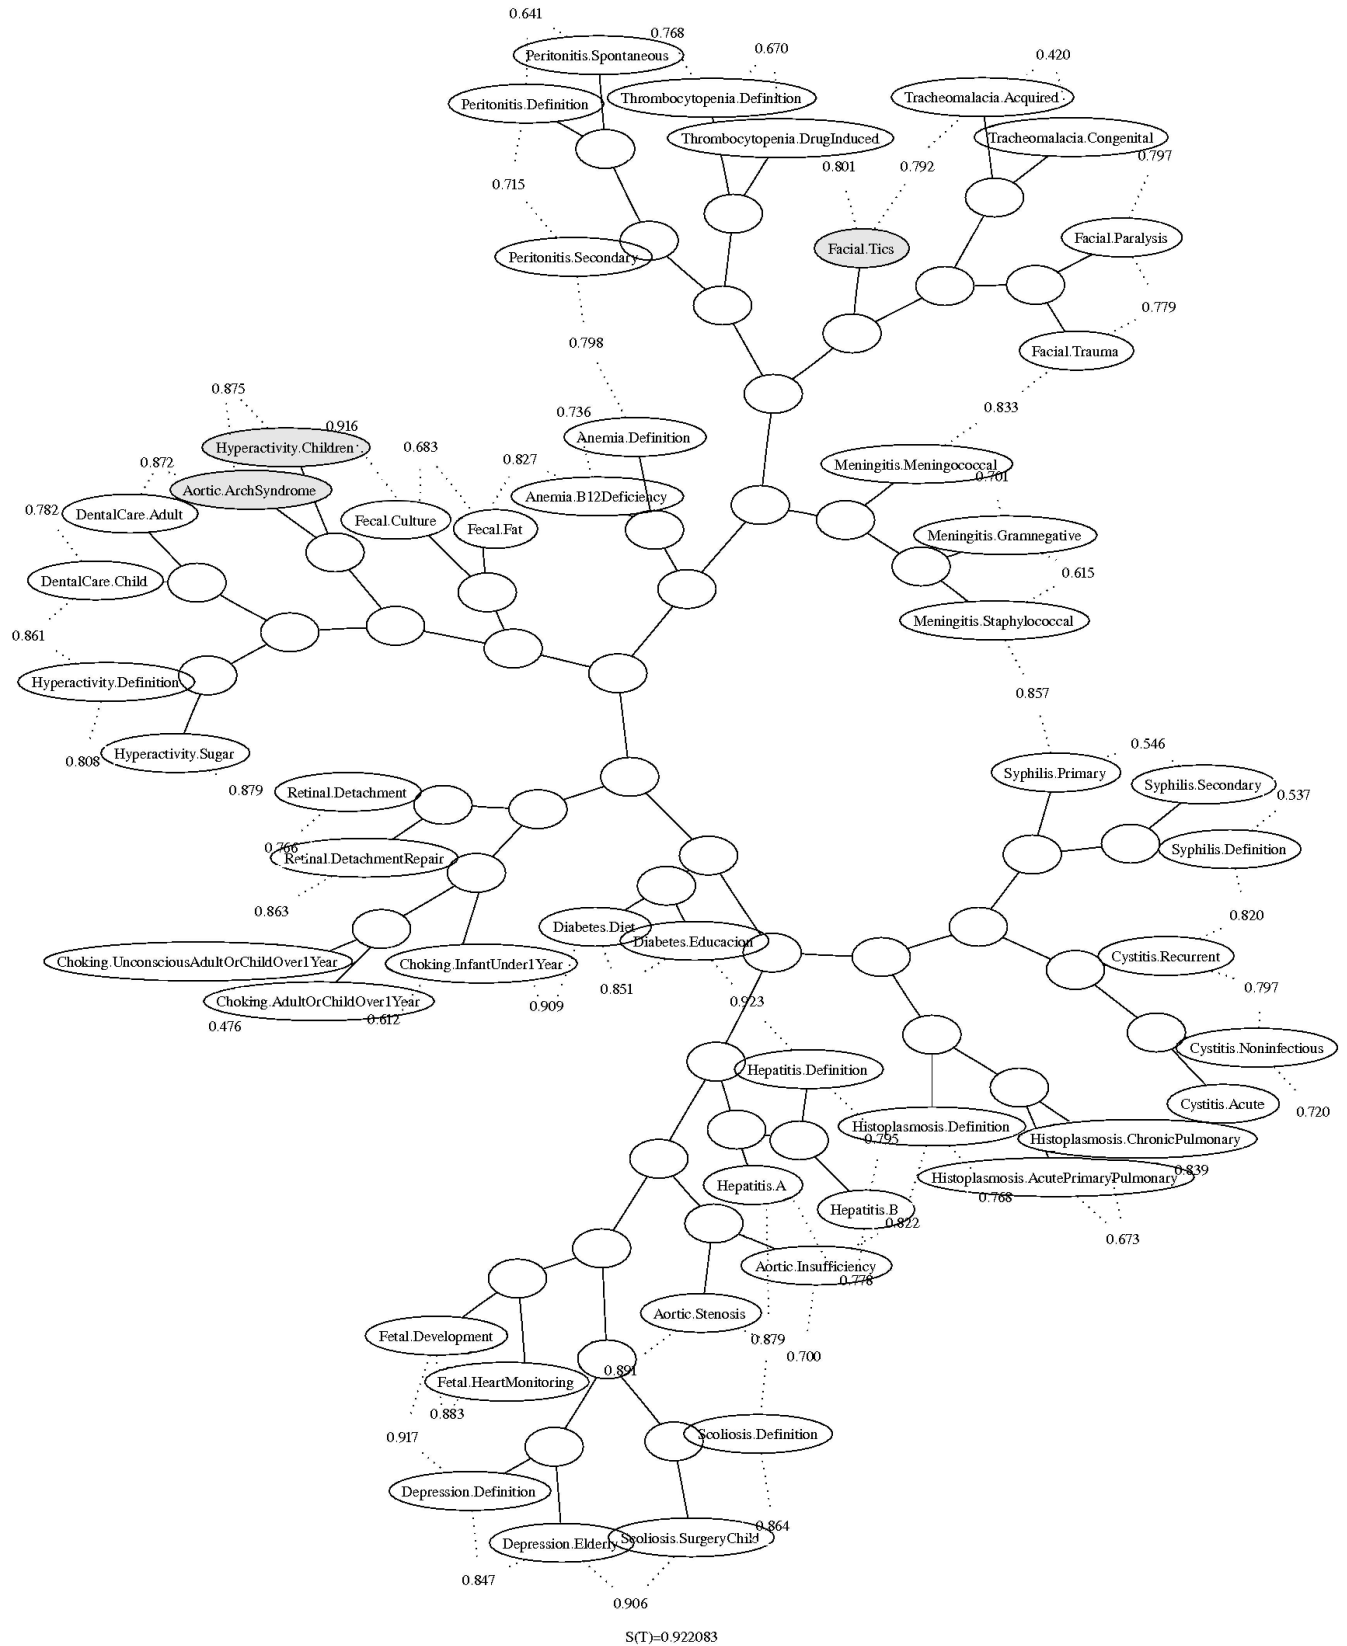 0.641
0.768
Peritonitis.Spontaneous
0.670
0.420
Peritonitis.Definition
Thrombocytopenia.Definition
Tracheomalacia.Acquired
Thrombocytopenia.DrugInduced
Tracheomalacia.Congenital
0.715
0.801
0.792
0.797
Peritonitis.Secondary
Facial.Tics
Facial.Paralysis
0.779
0.798
Facial.Trauma
0.875
0.916
0.736
0.833
Hyperactivity.Children
0.683
Anemia.Definition
0.872
0.827
Meningitis.Meningococcal
0.701
Aortic.ArchSyndrome
Anemia.B12Deficiency
0.782
DentalCare.Adult
Fecal.Culture
Fecal.Fat
Meningitis.Gramnegative
DentalCare.Child
0.615
0.861
Meningitis.Staphylococcal
Hyperactivity.Definition
0.857
0.808
Hyperactivity.Sugar
0.546
0.879
Retinal.Detachment
Syphilis.Primary
Syphilis.Secondary
0.537
0.766
Retinal.DetachmentRepair
Syphilis.Definition
0.863
0.820
Diabetes.Diet
Diabetes.Educacion
Choking.UnconsciousAdultOrChildOver1Year
Choking.InfantUnder1Year
Cystitis.Recurrent
Choking.AdultOrChildOver1Year
0.851
0.923
0.797
0.476
0.612
0.909
Cystitis.Noninfectious
Hepatitis.Definition
Cystitis.Acute
0.720
Histoplasmosis.Definition
0.795
Histoplasmosis.ChronicPulmonary
0.839
Hepatitis.A
Histoplasmosis.AcutePrimaryPulmonary
0.768
Hepatitis.B
0.822
0.673
Aortic.Insufficiency
0.778
Aortic.Stenosis
Fetal.Development
0.879
0.700
0.891
Fetal.HeartMonitoring
0.883
0.917
Scoliosis.Definition
Depression.Definition
0.864
Depression.Elderly
Scoliosis.SurgeryChild
0.847
0.906
S(T)=0.922083